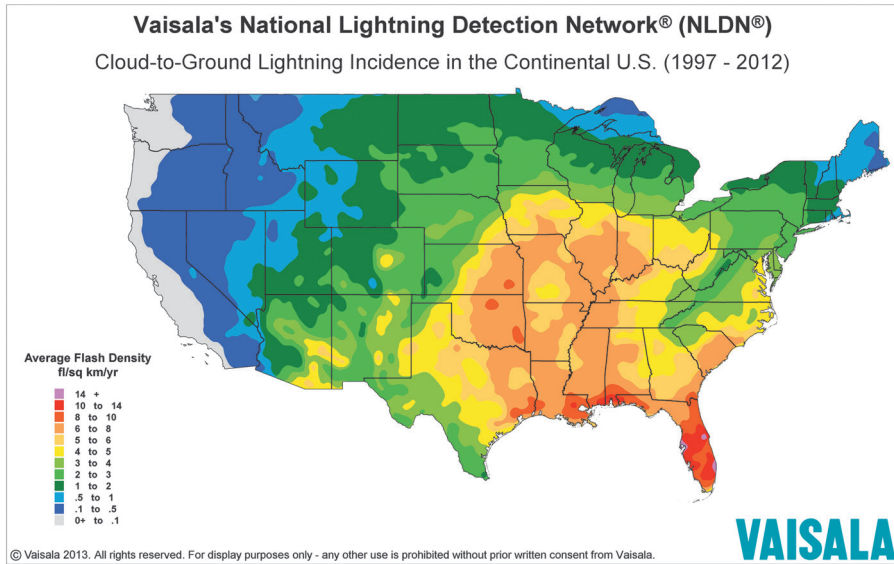 Vaisala's National Lightning Detection Network® (NLDN®)
Cloud-to-Ground Lightning Incidence in the Continental U.S. (1997 - 2012)
Average Flash Density
fl/sq km/yr
14 +
10 to 14
8 to 10
6 to 8
5 to 6
4 to 5
3 to 4
2 to 3
1 to 2
.5 to 1
.1 to .5
0+ to .1
VAISALA
© Vaisala 2013. All rights reserved. For display purposes only - any other use is prohibited without prior written consent from Vaisala.